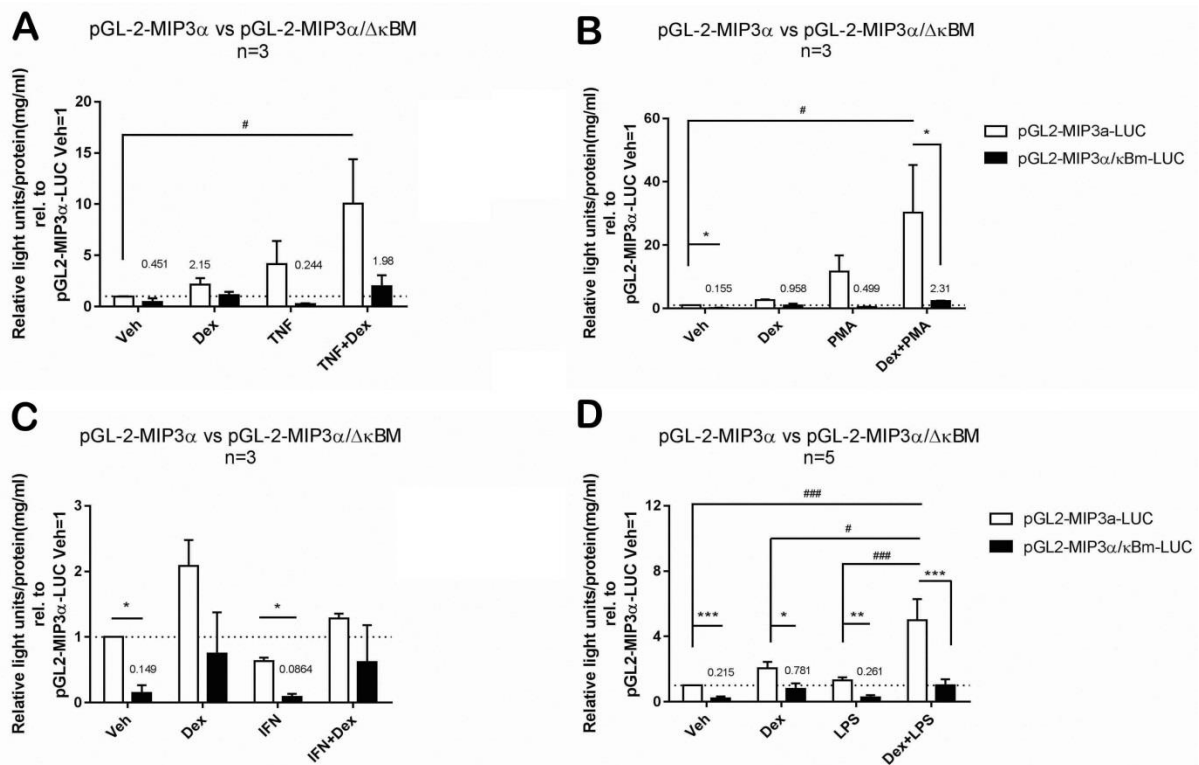 A
pGL-2-MIP3α vs pGL-2-MIP3α/ΔκBM
n=3
Relative light units/protein(mg/ml)
rel. to
pGL2-MIP3α-LUC Veh=1
20
15
10
5
0
#
0.451
2.15
0.244
1.98
Veh
Dex
TNF
TNF+Dex
B
pGL-2-MIP3α vs pGL-2-MIP3α/ΔκBM
n=3
Relative light units/protein(mg/ml)
rel. to
pGL2-MIP3α-LUC Veh=1
60
40
20
0
#
*
*
0.155
0.958
0.499
2.31
Veh
Dex
PMA
Dex+PMA
pGL2-MIP3a-LUC
pGL2-MIP3α/κBm-LUC
C
pGL-2-MIP3α vs pGL-2-MIP3α/ΔκBM
n=3
Relative light units/protein(mg/ml)
rel. to
pGL2-MIP3α-LUC Veh=1
3
2
1
0
*
*
0.149
0.0864
Veh
Dex
IFN
IFN+Dex
D
pGL-2-MIP3α vs pGL-2-MIP3α/ΔκBM
n=5
Relative light units/protein(mg/ml)
rel. to
pGL2-MIP3α-LUC Veh=1
12
8
4
0
###
#
###
***
***
*
**
0.215
0.781
0.261
Veh
Dex
LPS
Dex+LPS
pGL2-MIP3a-LUC
pGL2-MIP3α/κBm-LUC